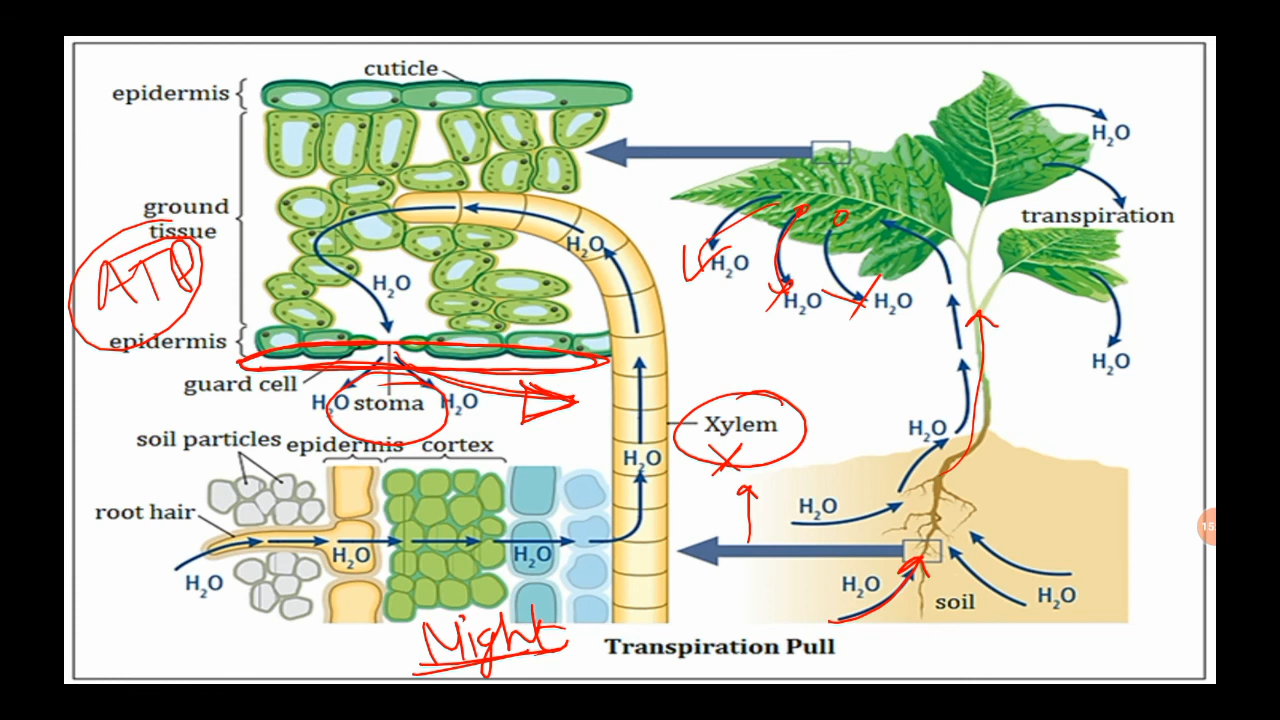 cuticle
epidermis
ground
tissue
ATP
epidermis
guard cell
H₂O
H₂O
H₂O stoma H₂O
soil particles epidermis cortex
root hair
H₂O
H₂O
H₂O
H₂O
Xylem
H₂O
transpiration
H₂O
H₂O
H₂O
H₂O
H₂O
H₂O
H₂O
H₂O
soil
Night
Transpiration Pull
15